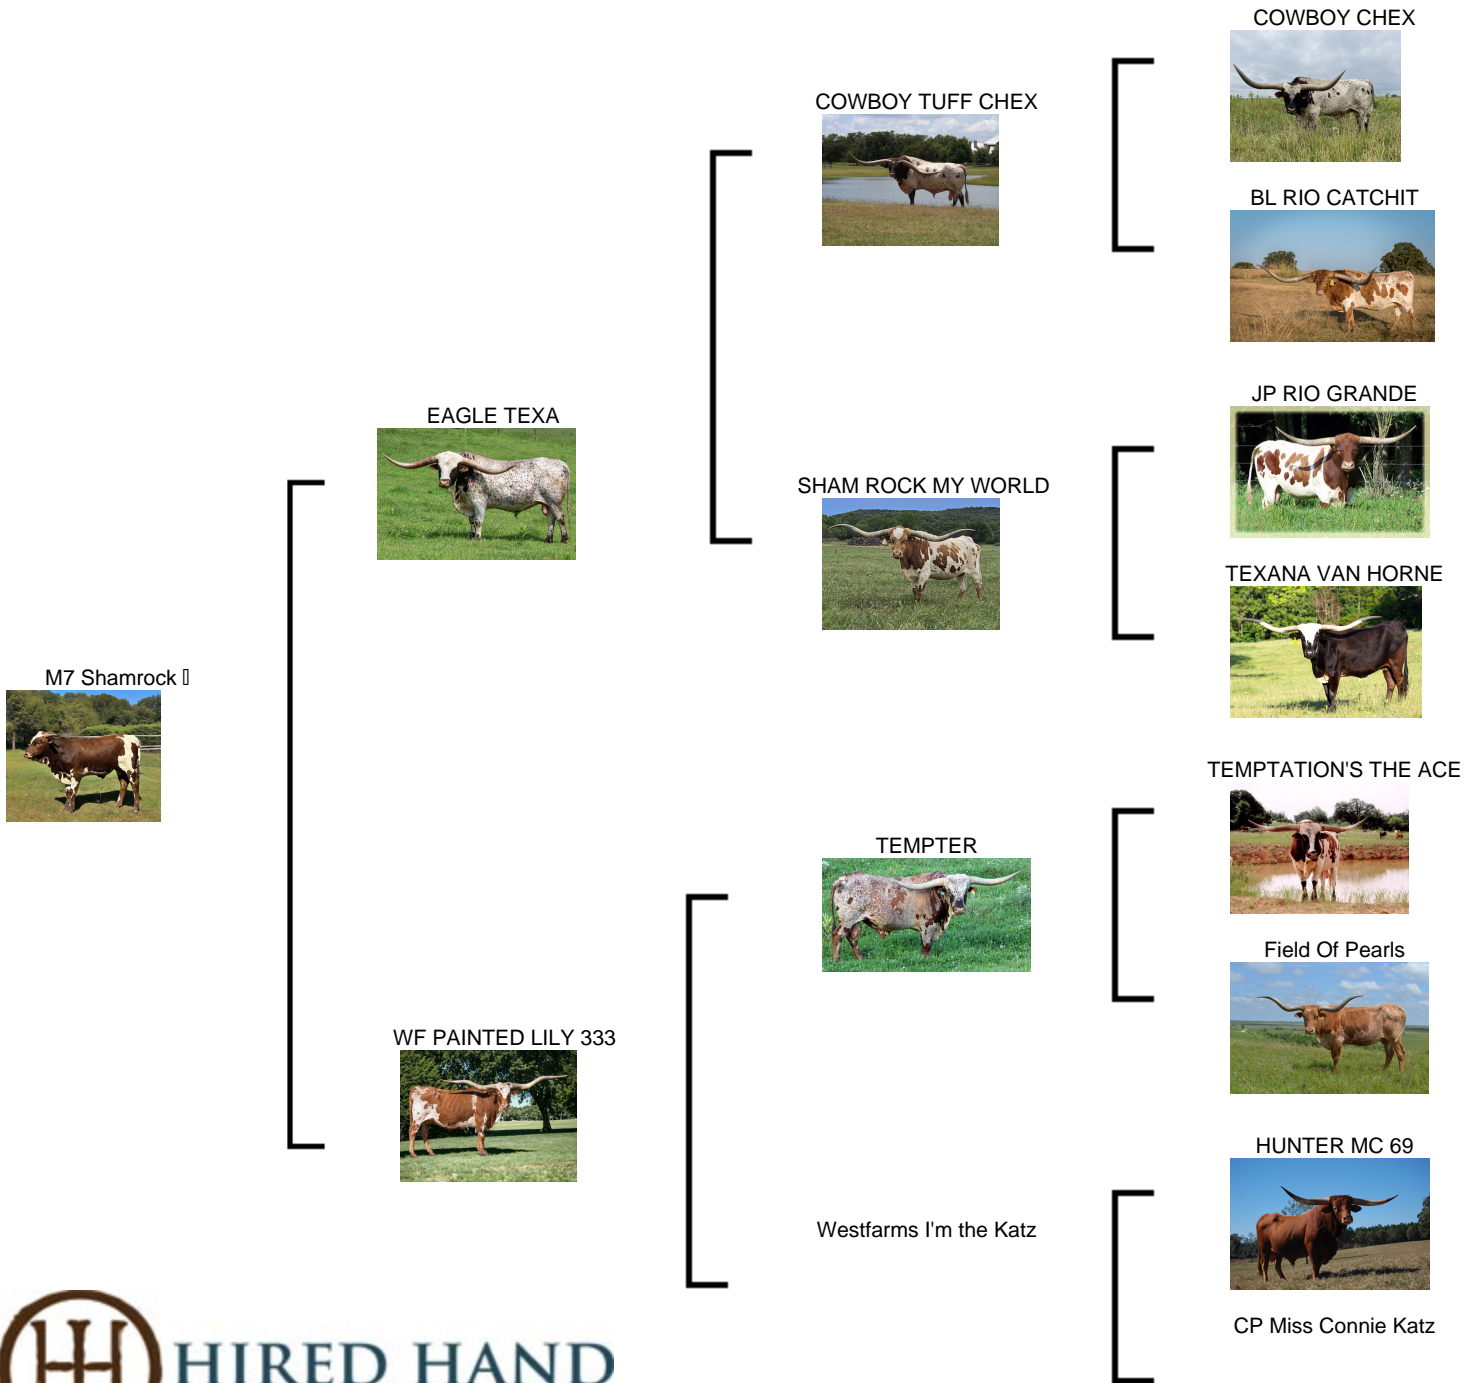 COWBOY CHEX
COWBOY TUFF CHEX
BL RIO CATCHIT
EAGLE TEXA
JP RIO GRANDE
SHAM ROCK MY WORLD
TEXANA VAN HORNE
M7 Shamrock
TEMPTATION'S THE ACE
TEMPTER
Field Of Pearls
WF PAINTED LILY 333
HUNTER MC 69
Westfarms I'm the Katz
CP Miss Connie Katz
HIRED HAND